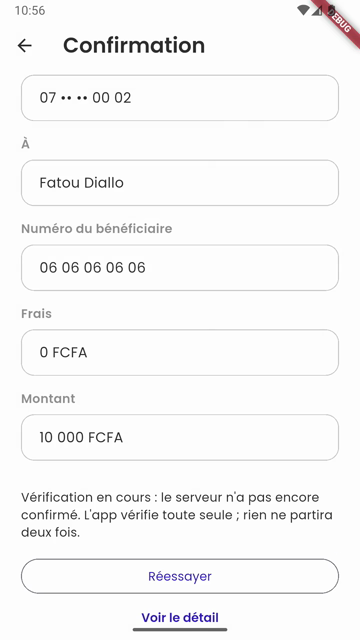 10:56
DEBUG
Confirmation
07 •• •• 00 02
À
Fatou Diallo
Numéro du bénéficiaire
06 06 06 06 06
Frais
0 FCFA
Montant
10 000 FCFA
Vérification en cours : le serveur n'a pas encore
confirmé. L'app vérifie toute seule ; rien ne partira
deux fois.
Réessayer
Voir le détail